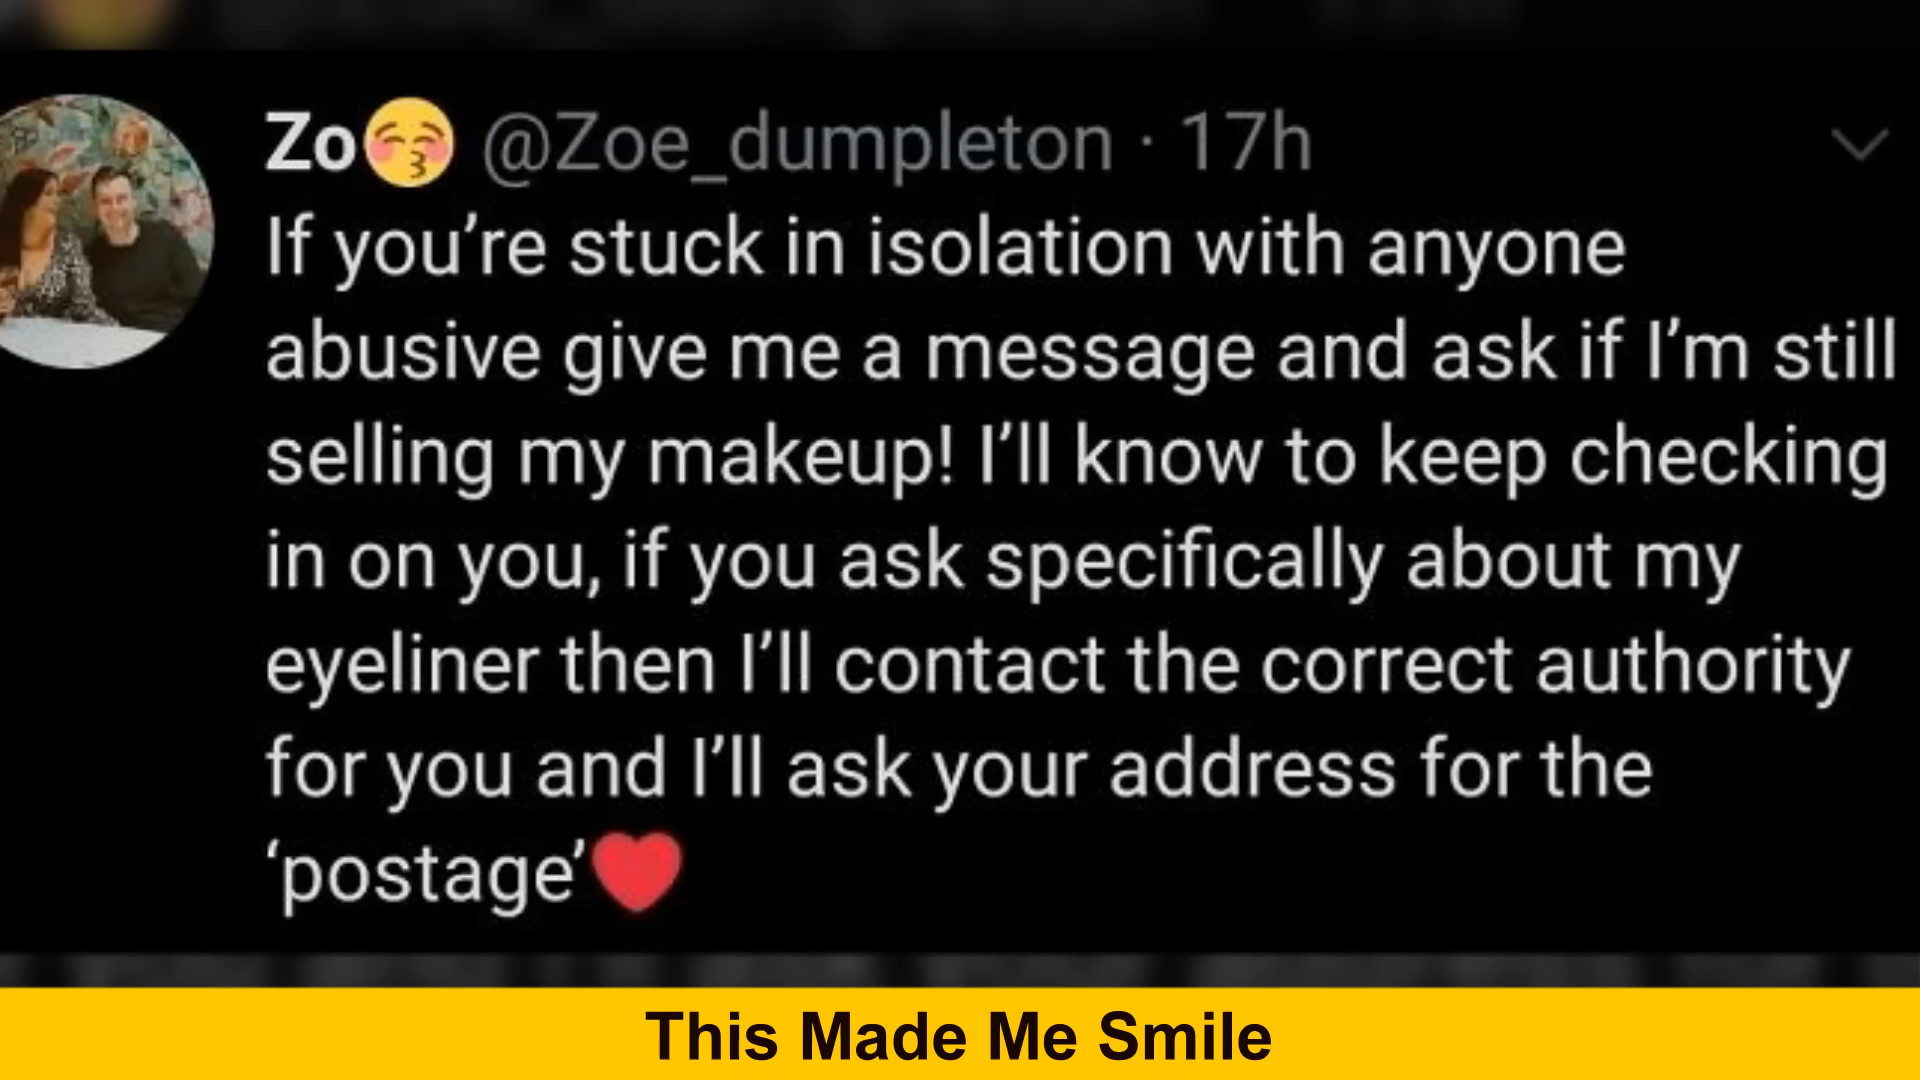 Zo😚 @Zoe_dumpleton · 17h
If you’re stuck in isolation with anyone
abusive give me a message and ask if I’m still
selling my makeup! I’ll know to keep checking
in on you, if you ask specifically about my
eyeliner then I’ll contact the correct authority
for you and I’ll ask your address for the
‘postage’❤️
This Made Me Smile